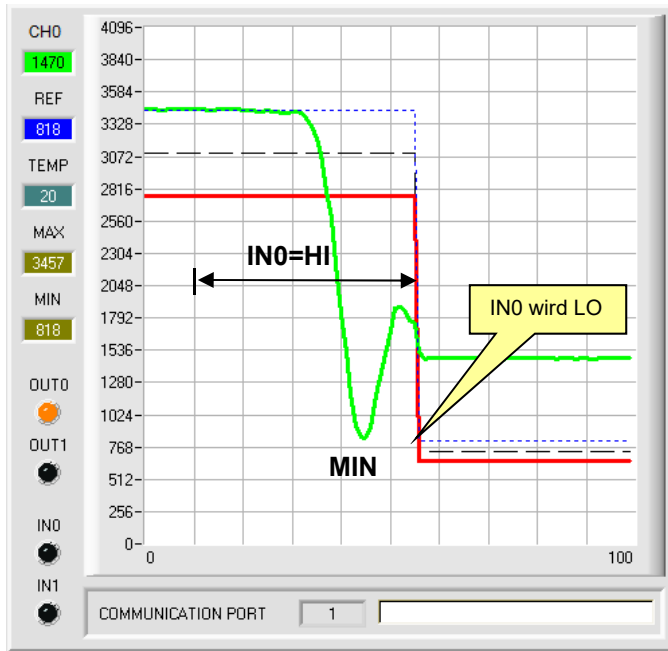 CH0
1470
REF
818
TEMP
20
MAX
3457
MIN
818
OUT0
OUT1
IN0
IN1
4096
3840
3584
3328
3072
2816
2560
2304
2048
1792
1536
1280
1024
768
512
256
0
IN0=HI
IN0 wird LO
MIN
0
100
COMMUNICATION PORT
1